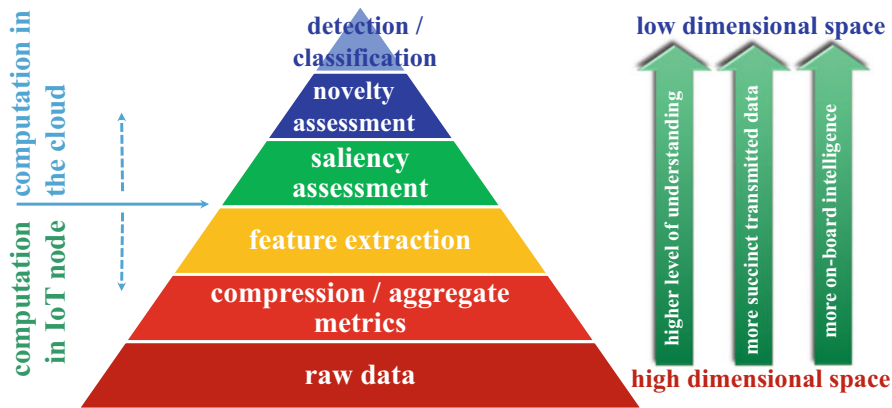 detection /
classification
novelty
assessment
saliency
assessment
feature extraction
compression / aggregate
metrics
raw data
computation in
the cloud
computation
in IoT node
low dimensional space
higher level of understanding
more succinct transmitted data
more on-board intelligence
high dimensional space